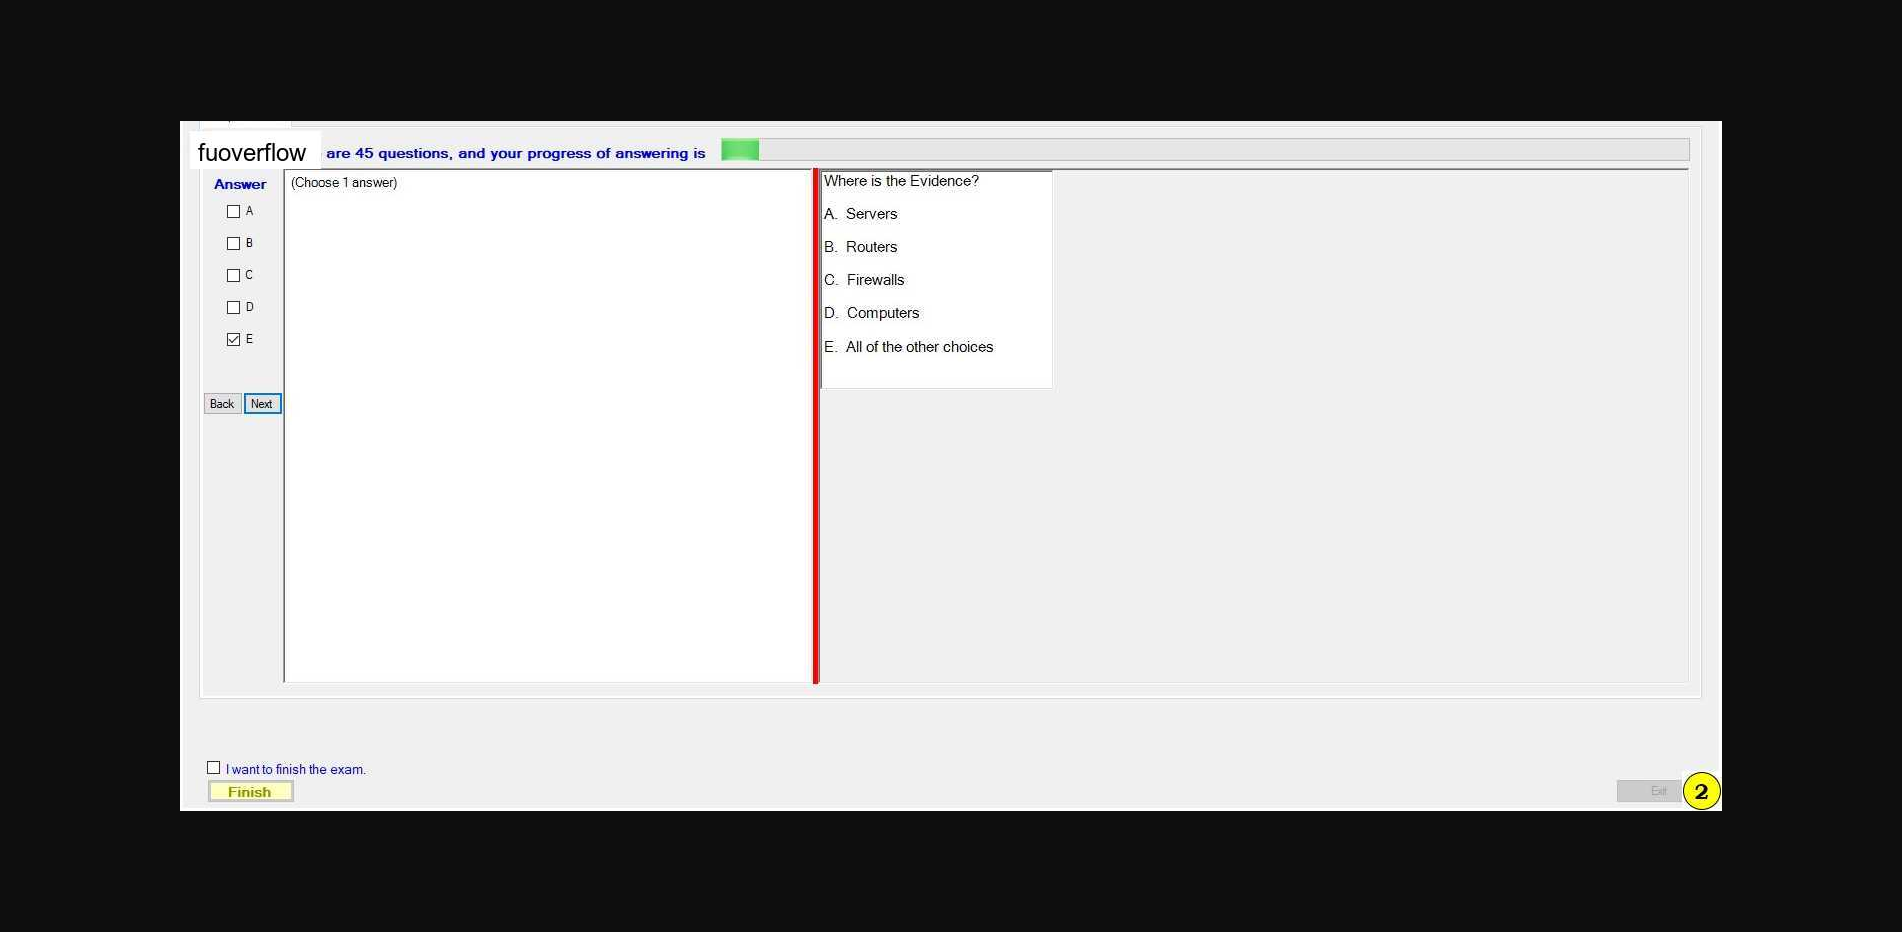 fuoverflow are 45 questions, and your progress of answering is
Answer
A
B
C
D
E
Back Next
(Choose 1 answer)
Where is the Evidence?
A. Servers
B. Routers
C. Firewalls
D. Computers
E. All of the other choices
I want to finish the exam.
Finish
Exit
2